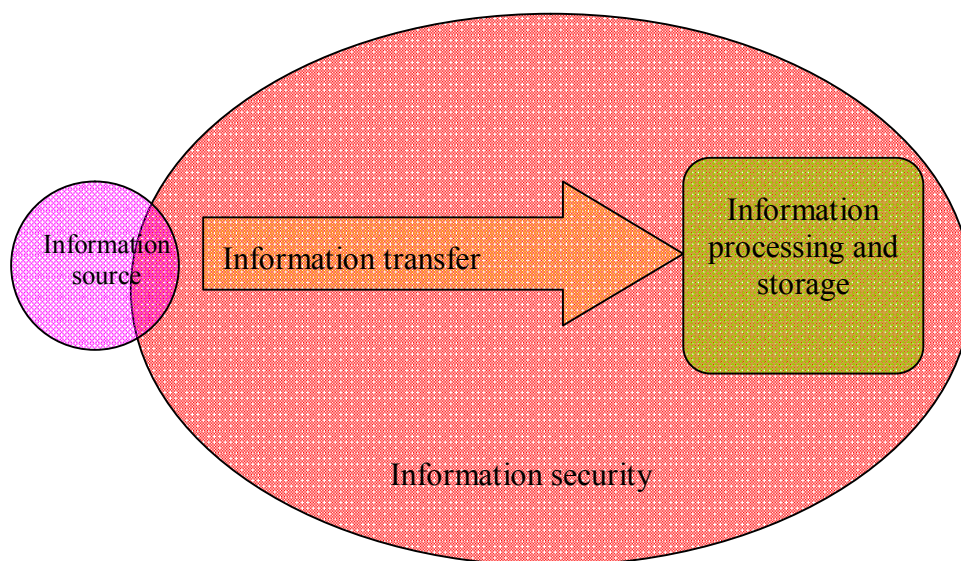 Information
source
Information transfer
Information
processing and
storage
Information security